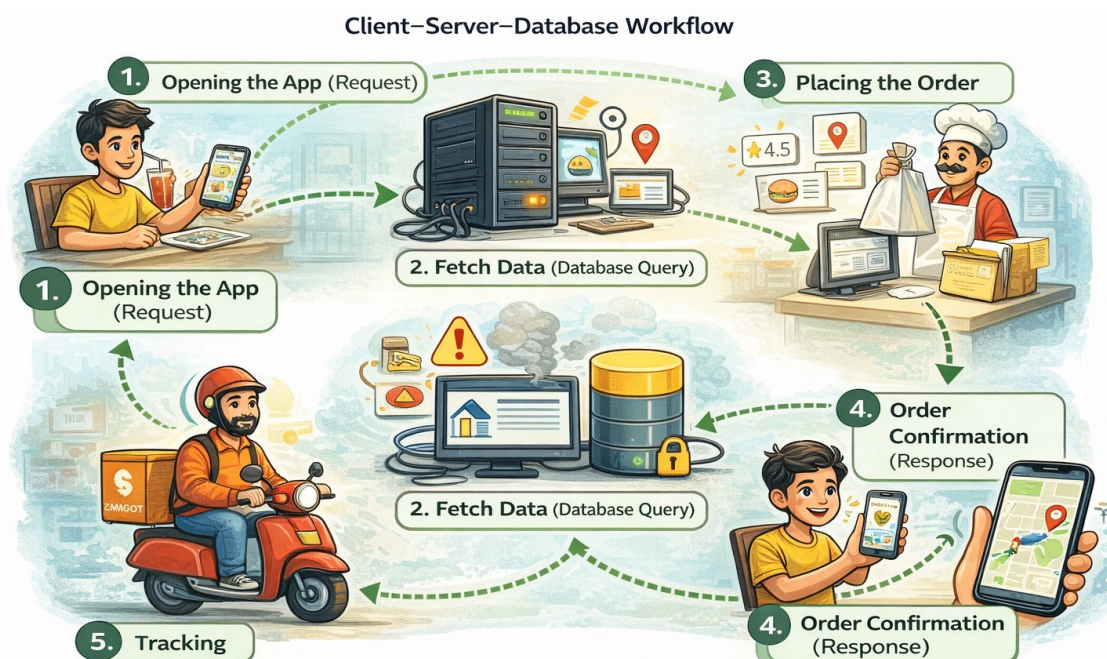 Client–Server–Database Workflow
1. Opening the App (Request)
3. Placing the Order
4.5
2. Fetch Data (Database Query)
1. Opening the App
(Request)
4. Order
Confirmation
(Response)
$
ZMAGOT
2. Fetch Data (Database Query)
5. Tracking
4. Order Confirmation
(Response)